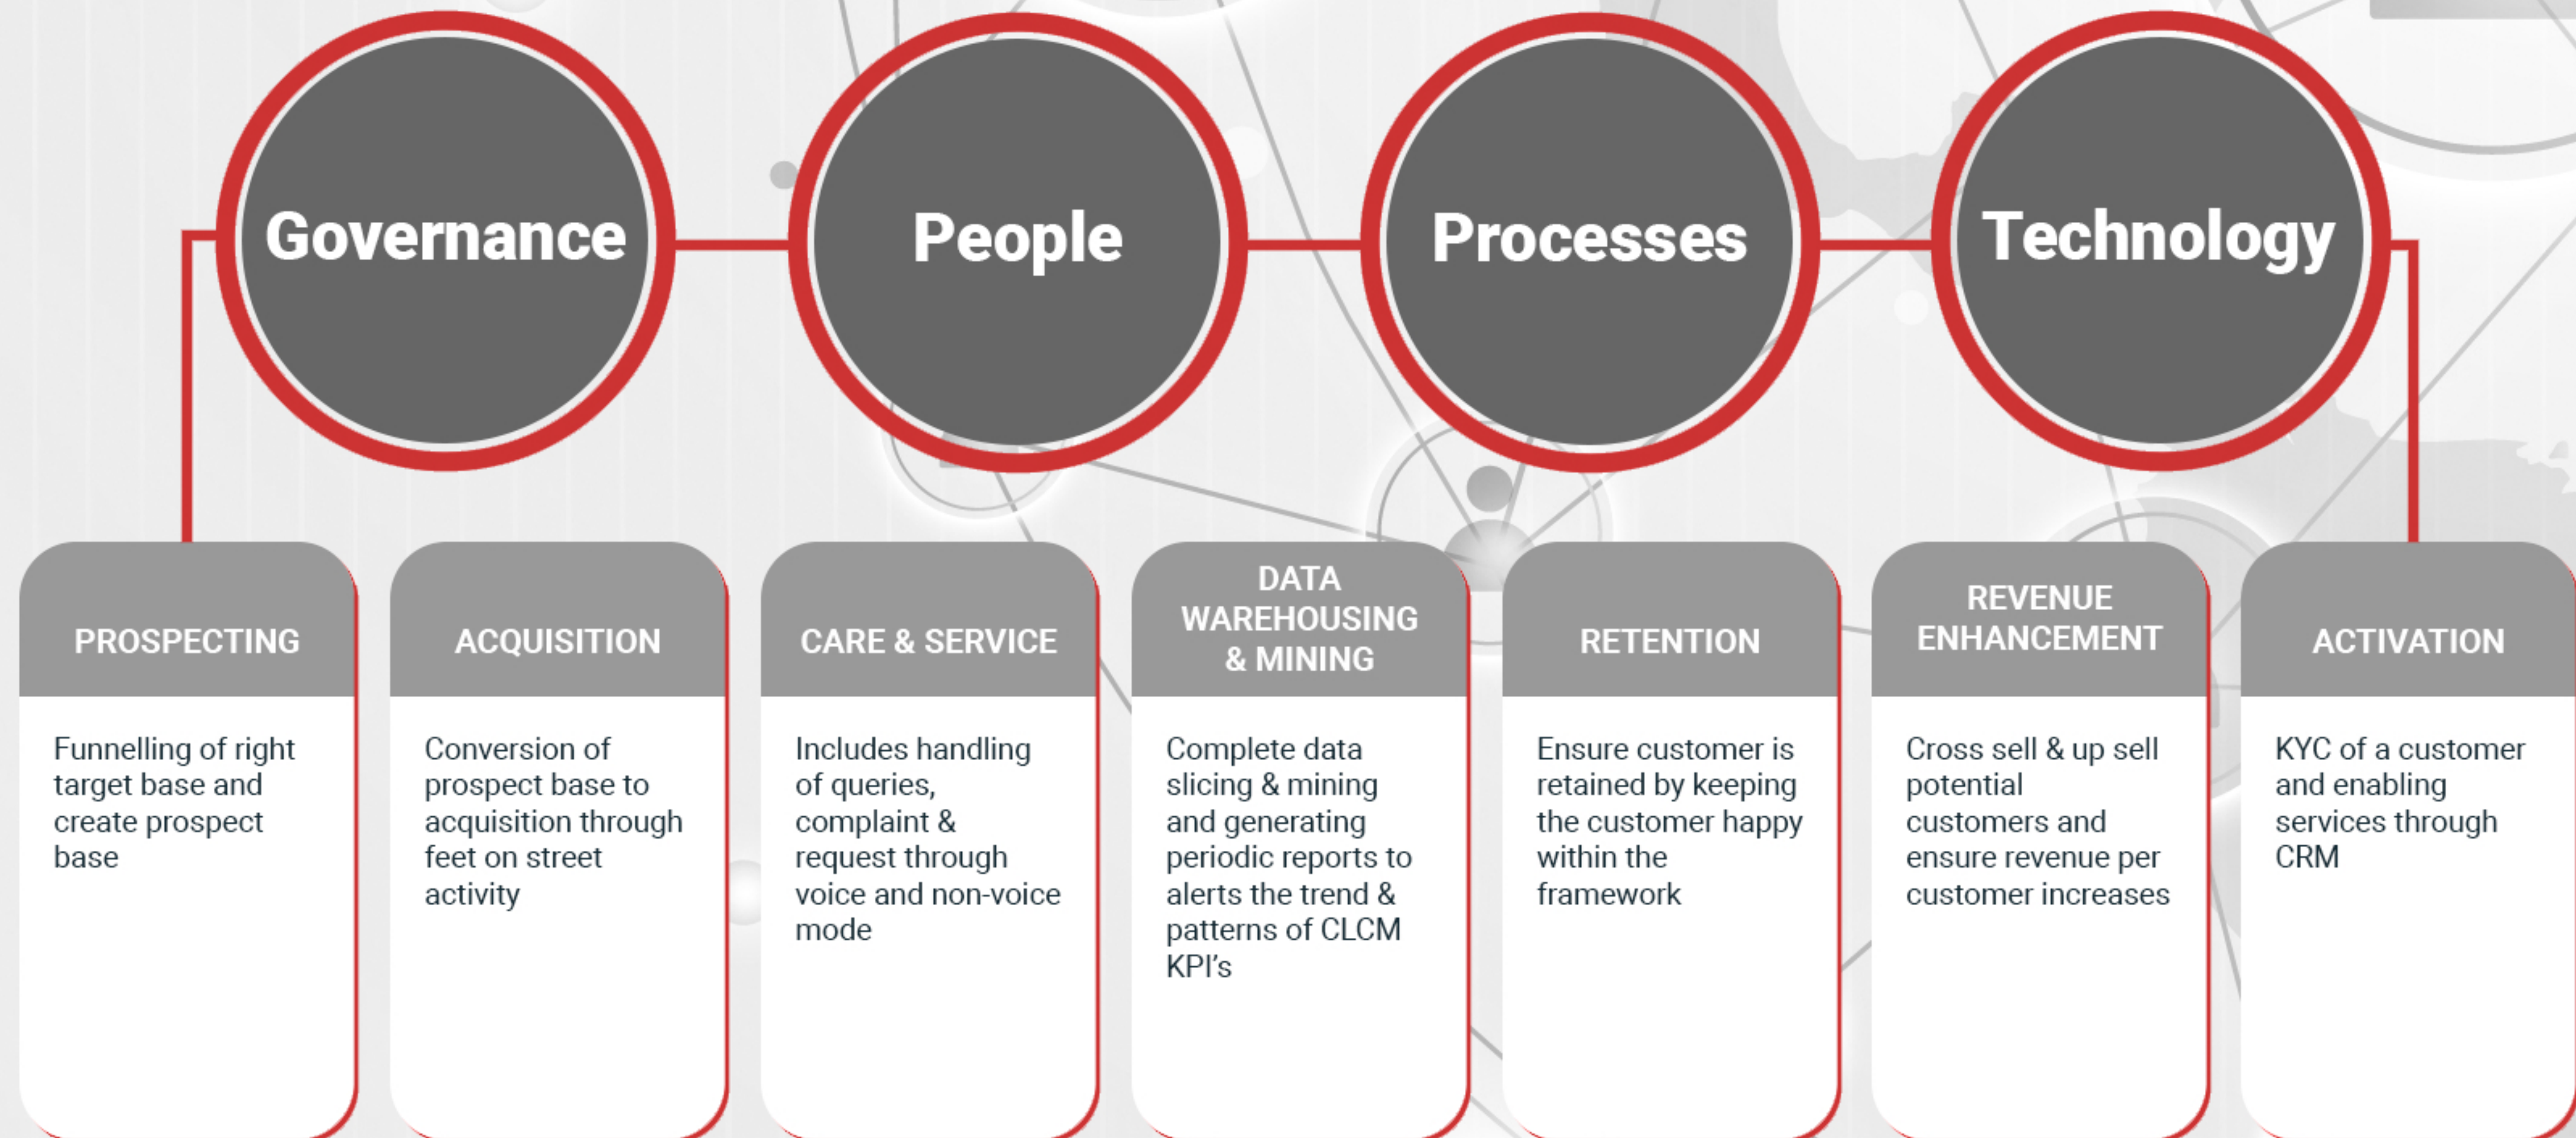 Governance
People
Processes
Technology
PROSPECTING
Funnelling of right
target base and
create prospect
base
ACQUISITION
Conversion of
prospect base to
acquisition through
feet on street
activity
CARE & SERVICE
Includes handling
of queries,
complaint &
request through
voice and non-voice
mode
DATA
WAREHOUSING
& MINING
Complete data
slicing & mining
and generating
periodic reports to
alerts the trend &
patterns of CLCM
KPI’s
RETENTION
Ensure customer is
retained by keeping
the customer happy
within the
framework
REVENUE
ENHANCEMENT
Cross sell & up sell
potential
customers and
ensure revenue per
customer increases
ACTIVATION
KYC of a customer
and enabling
services through
CRM